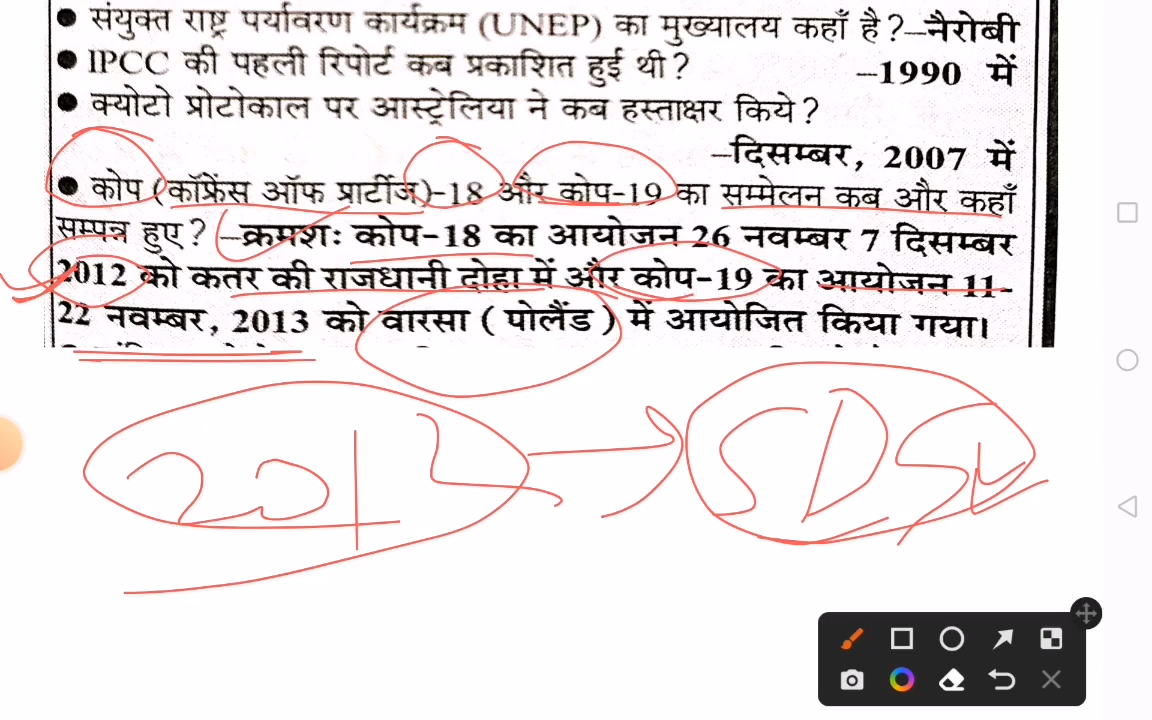 ● संयुक्त राष्ट्र पर्यावरण कार्यक्रम (UNEP) का मुख्यालय कहाँ है?–नैरोबी
● IPCC की पहली रिपोर्ट कब प्रकाशित हुई थी? –1990 में
● क्योटो प्रोटोकाल पर आस्ट्रेलिया ने कब हस्ताक्षर किये?
–दिसम्बर, 2007 में
● कोप (कॉफ्रेंस ऑफ प्रार्टीज)-18 और कोप-19 का सम्मेलन कब और कहाँ
सम्पन्न हुए? –क्रमशः कोप-18 का आयोजन 26 नवम्बर 7 दिसम्बर
2012 को कतर की राजधानी दोहा में और कोप-19 का आयोजन 11-
22 नवम्बर, 2013 को वारसा ( पोलैंड ) में आयोजित किया गया।